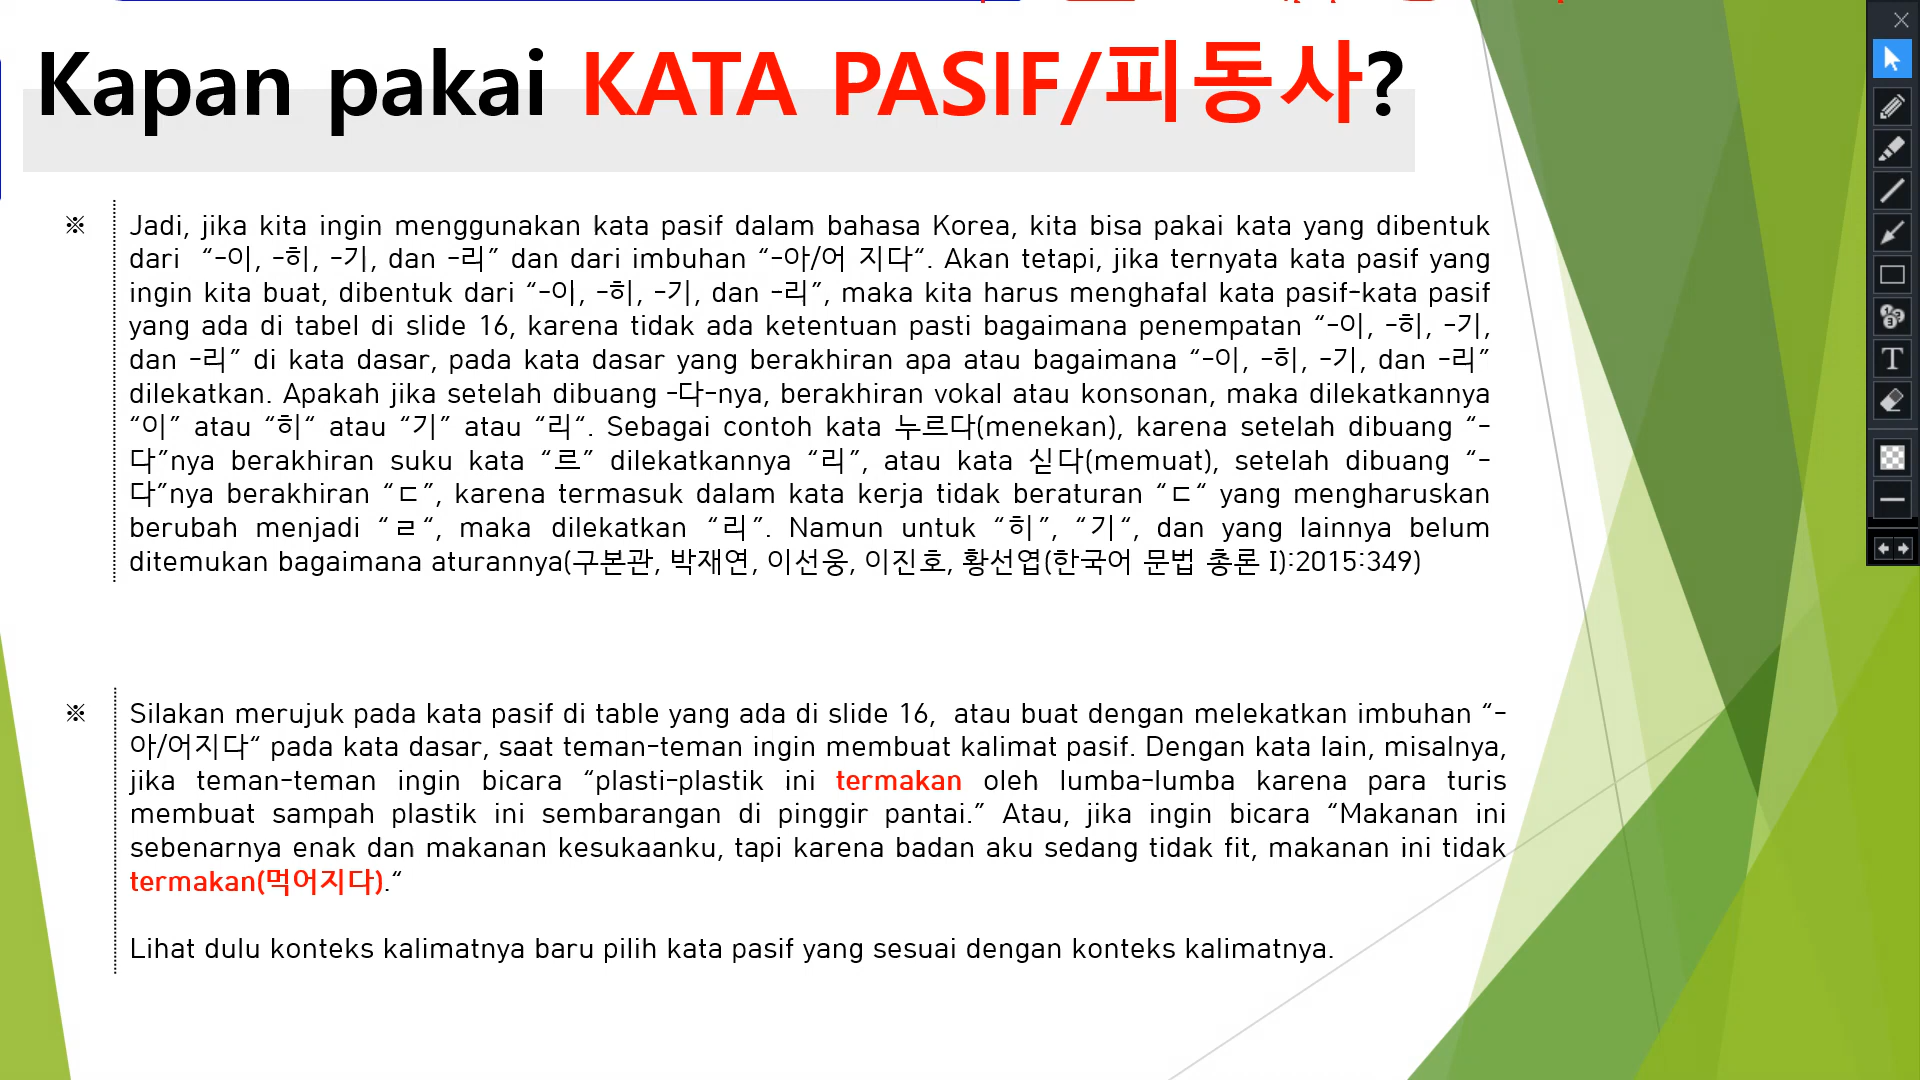 Kapan pakai KATA PASIF/피동사?
※ Jadi, jika kita ingin menggunakan kata pasif dalam bahasa Korea, kita bisa pakai kata yang dibentuk
dari “-이, -히, -기, dan -리” dan dari imbuhan “-아/어 지다“. Akan tetapi, jika ternyata kata pasif yang
ingin kita buat, dibentuk dari “-이, -히, -기, dan -리”, maka kita harus menghafal kata pasif-kata pasif
yang ada di tabel di slide 16, karena tidak ada ketentuan pasti bagaimana penempatan “-이, -히, -기,
dan -리” di kata dasar, pada kata dasar yang berakhiran apa atau bagaimana “-이, -히, -기, dan -리”
dilekatkan. Apakah jika setelah dibuang -다-nya, berakhiran vokal atau konsonan, maka dilekatkannya
“이” atau “히“ atau “기” atau “리“. Sebagai contoh kata 누르다(menekan), karena setelah dibuang “-
다”nya berakhiran suku kata “르” dilekatkannya “리”, atau kata 싣다(memuat), setelah dibuang “-
다”nya berakhiran “ㄷ”, karena termasuk dalam kata kerja tidak beraturan “ㄷ“ yang mengharuskan
berubah menjadi “ㄹ“, maka dilekatkan “리”. Namun untuk “히”, “기“, dan yang lainnya belum
ditemukan bagaimana aturannya(구본관, 박재연, 이선웅, 이진호, 황선엽(한국어 문법 총론 I):2015:349)
※ Silakan merujuk pada kata pasif di table yang ada di slide 16, atau buat dengan melekatkan imbuhan “-
아/어지다“ pada kata dasar, saat teman-teman ingin membuat kalimat pasif. Dengan kata lain, misalnya,
jika teman-teman ingin bicara “plasti-plastik ini termakan oleh lumba-lumba karena para turis
membuat sampah plastik ini sembarangan di pinggir pantai.” Atau, jika ingin bicara “Makanan ini
sebenarnya enak dan makanan kesukaanku, tapi karena badan aku sedang tidak fit, makanan ini tidak
termakan(먹어지다).“
Lihat dulu konteks kalimatnya baru pilih kata pasif yang sesuai dengan konteks kalimatnya.